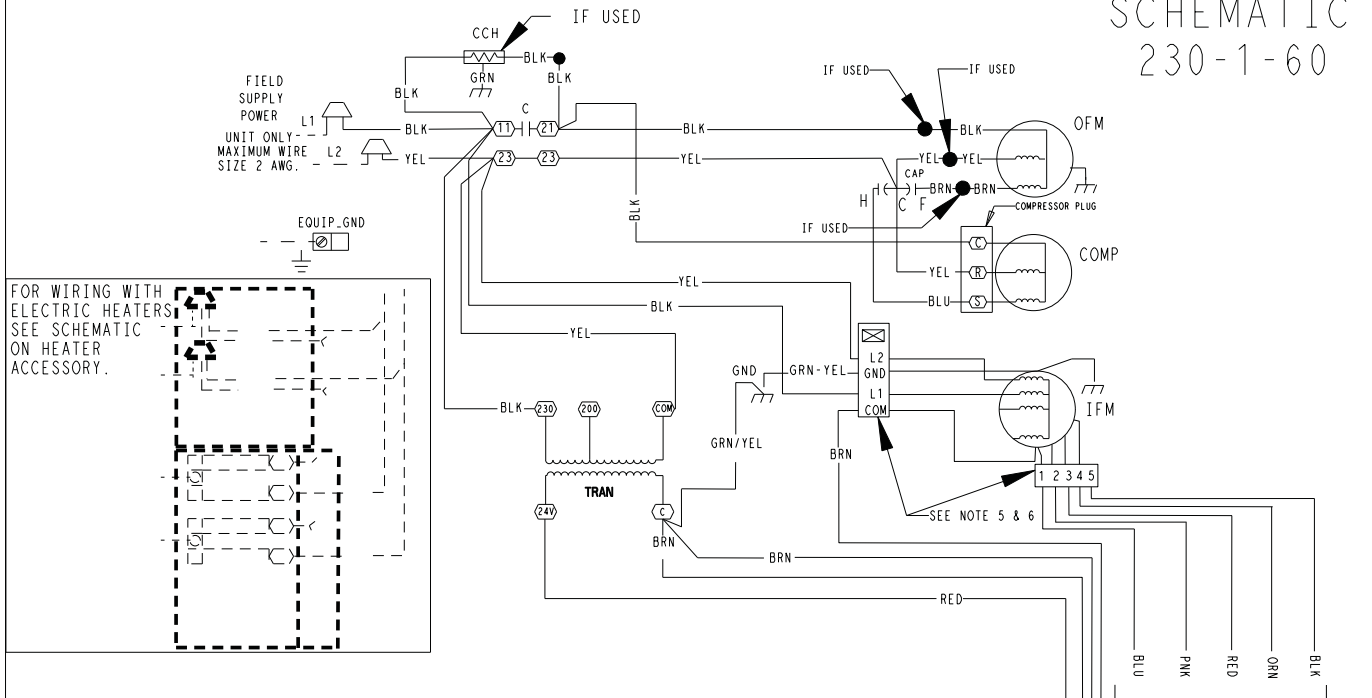 SCHEMATIC
230-1-60
IF USED
CCH
BLK
GRN
BLK
BLK
FIELD
SUPPLY
POWER
L1
UNIT ONLY
MAXIMUM WIRE
SIZE 2 AWG.
L2
BLK
YEL
11
C
21
23
23
BLK
YEL
BLK
IF USED
IF USED
BLK
OFM
YEL
YEL
CAP
H
C
F
BRN
BRN
IF USED
COMPRESSOR PLUG
C
YEL
R
BLU
S
COMP
EQUIP_GND
FOR WIRING WITH
ELECTRIC HEATERS
SEE SCHEMATIC
ON HEATER
ACCESSORY.
YEL
BLK
YEL
L2
GND
L1
COM
GND
GRN-YEL
IFM
BLK
230
200
COM
GRN/YEL
BRN
TRAN
24V
C
BRN
1 2 3 4 5
SEE NOTE 5 & 6
BRN
RED
BLU
PNK
RED
ORN
BLK